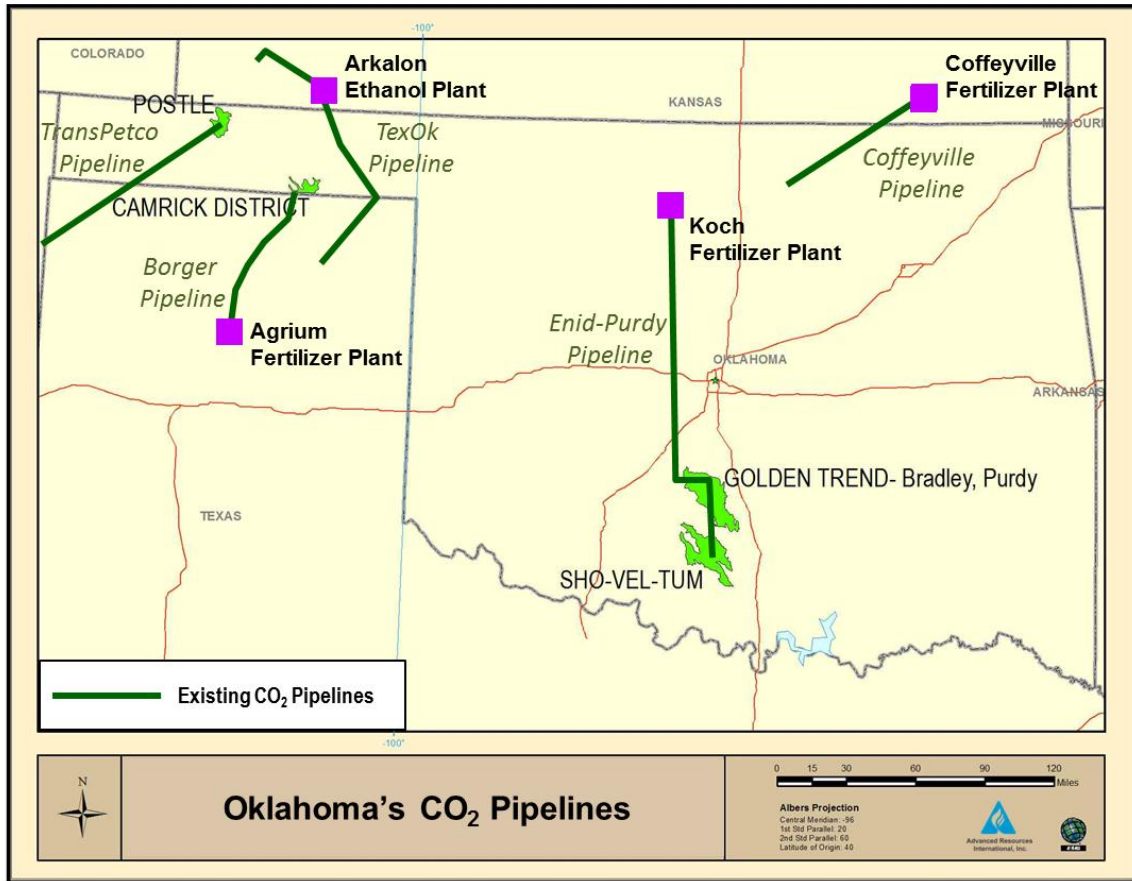 -100°
COLORADO
Arkalon
Ethanol Plant
Coffeyville
Fertilizer Plant
POSTLE
KANSAS
MISSOURI
TransPetco
Pipeline
TexOk
Pipeline
Coffeyville
Pipeline
CAMRICK DISTRICT
Koch
Fertilizer Plant
Borger
Pipeline
Agrium
Fertilizer Plant
Enid-Purdy
Pipeline
OKLAHOMA
ARKANSAS
GOLDEN TREND- Bradley, Purdy
TEXAS
SHO-VEL-TUM
Existing CO₂ Pipelines
-100°
N
Oklahoma's CO₂ Pipelines
0 15 30 60 90 120
Miles
Albers Projection
Central Meridian: -96
1st Std Parallel: 20
2nd Std Parallel: 60
Latitude of Origin: 40
Advanced Resources
International, Inc.